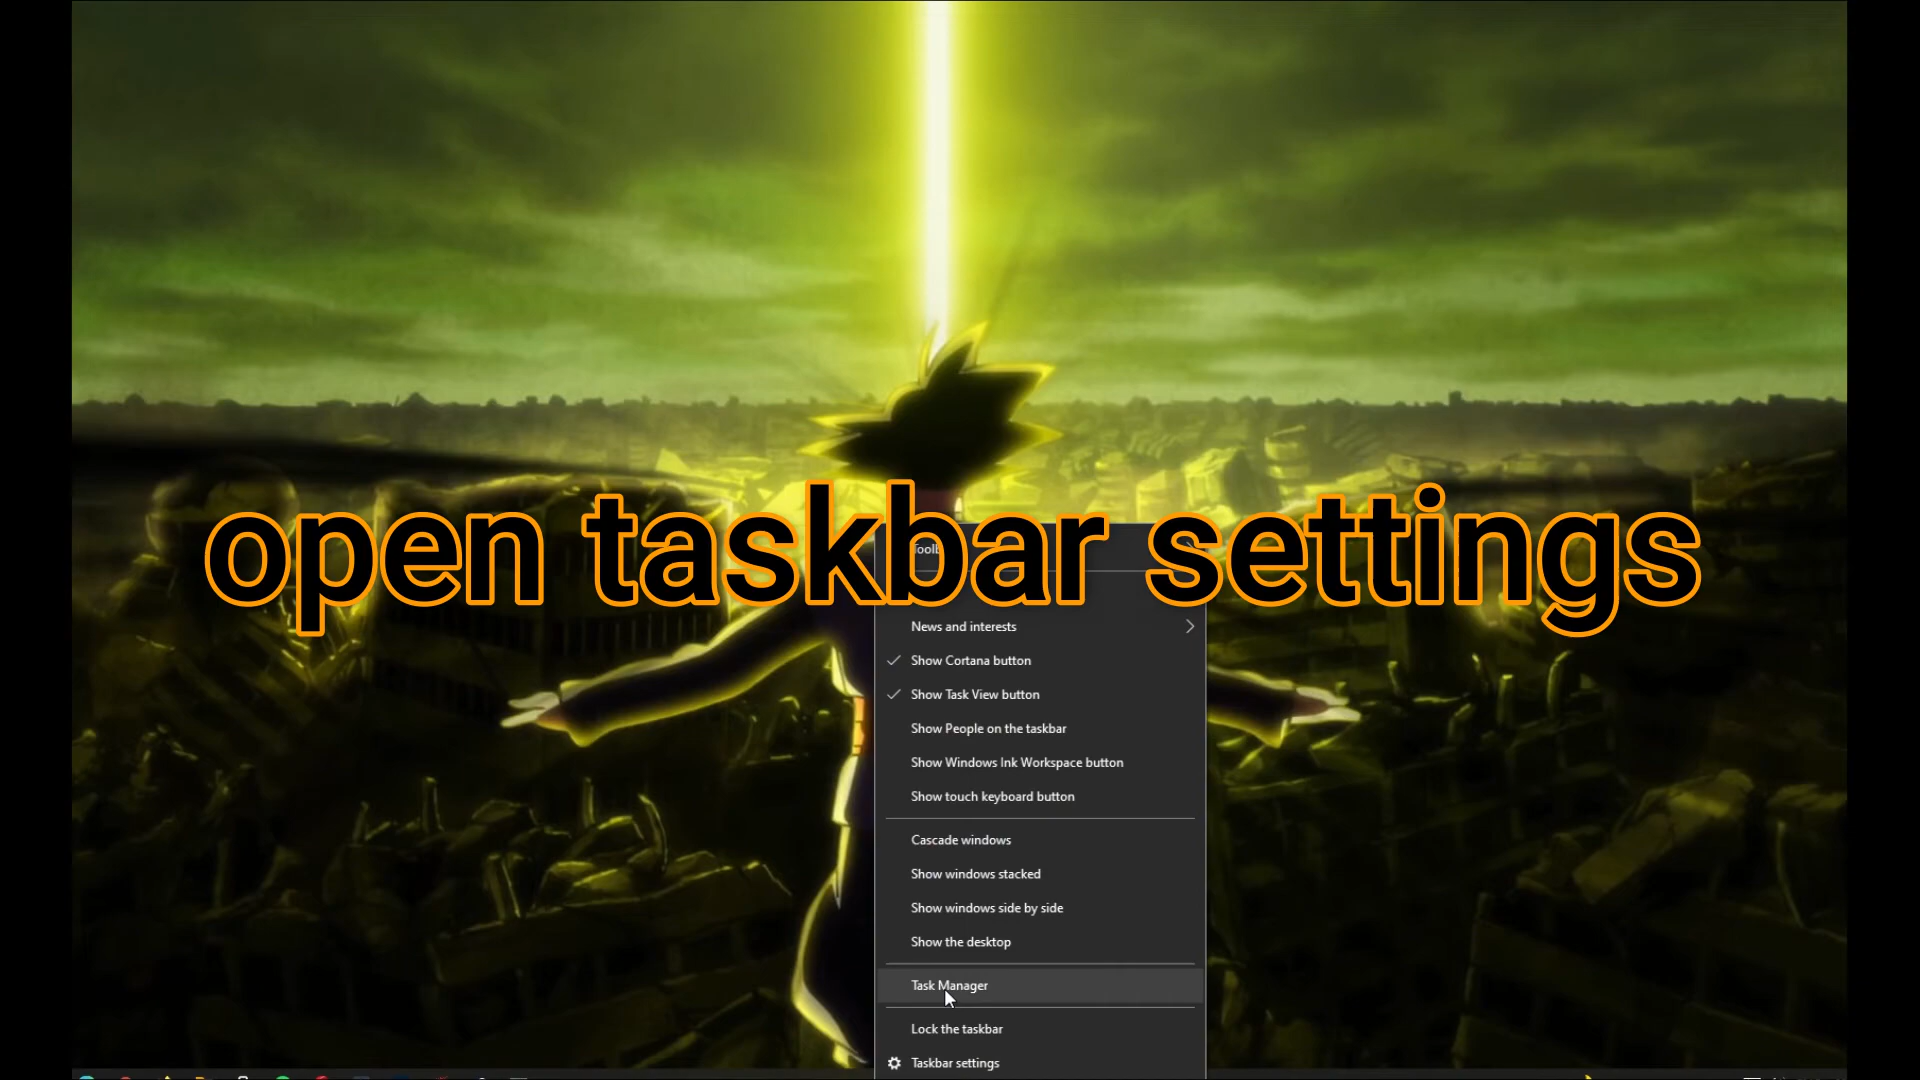 open taskbar settings
News and interests
Show Cortana button
Show Task View button
Show People on the taskbar
Show Windows Ink Workspace button
Show touch keyboard button
Cascade windows
Show windows stacked
Show windows side by side
Show the desktop
Task Manager
Lock the taskbar
Taskbar settings